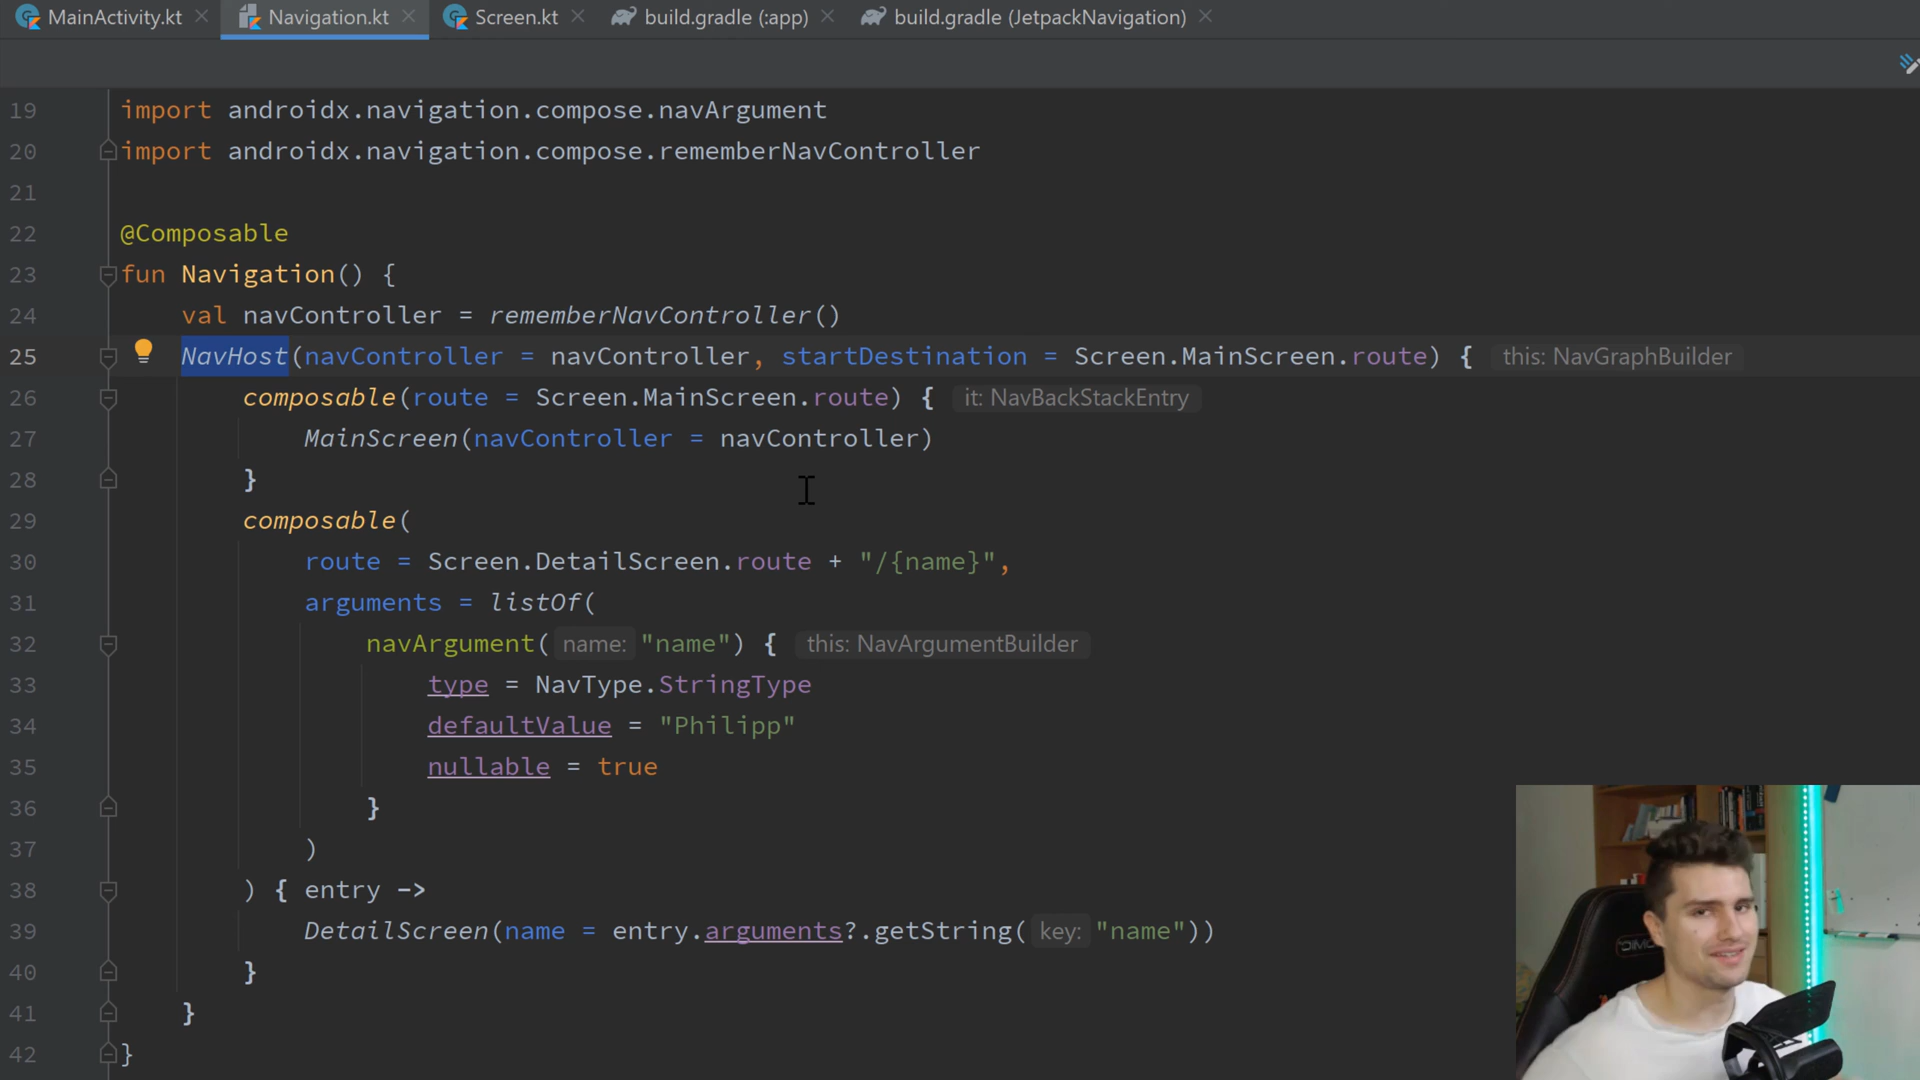 MainActivity.kt Navigation.kt Screen.kt build.gradle (:app) build.gradle (JetpackNavigation)
19 import androidx.navigation.compose.navArgument
20 import androidx.navigation.compose.rememberNavController
21
22 @Composable
23 fun Navigation() {
24 val navController = rememberNavController()
25 NavHost(navController = navController, startDestination = Screen.MainScreen.route) { this: NavGraphBuilder
26 composable(route = Screen.MainScreen.route) { it: NavBackStackEntry
27 MainScreen(navController = navController)
28 }
29 composable(
30 route = Screen.DetailScreen.route + "/{name}",
31 arguments = listOf(
32 navArgument( name: "name") { this: NavArgumentBuilder
33 type = NavType.StringType
34 defaultValue = "Philipp"
35 nullable = true
36 }
37 )
38 ) { entry ->
39 DetailScreen(name = entry.arguments?.getString( key: "name"))
40 }
41 }
42 }